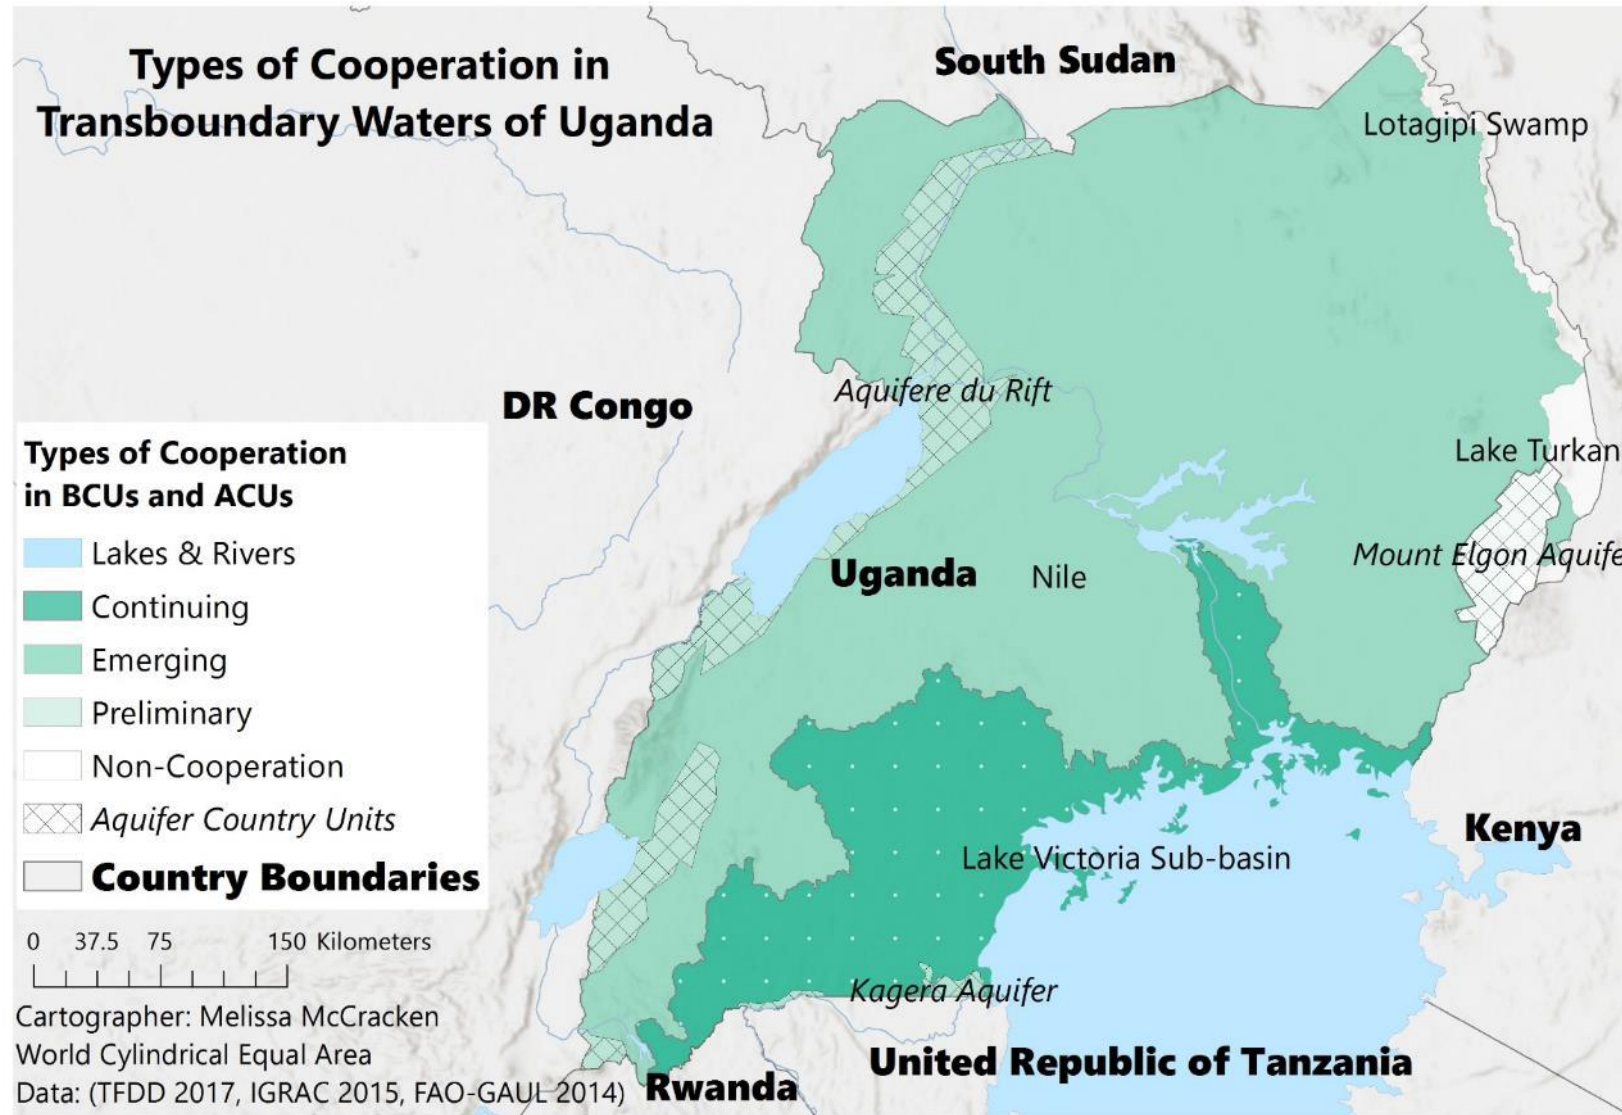 Types of Cooperation in
Transboundary Waters of Uganda
South Sudan
Lotagipi Swamp
Aquifere du Rift
DR Congo
Lake Turkan
Mount Elgon Aquife
Uganda
Nile
Types of Cooperation
in BCUs and ACUs
Lakes & Rivers
Continuing
Emerging
Preliminary
Non-Cooperation
Aquifer Country Units
Country Boundaries
Kenya
Lake Victoria Sub-basin
0 37.5 75 150 Kilometers
Kagera Aquifer
Cartographer: Melissa McCracken
World Cylindrical Equal Area
Data: (TFDD 2017, IGRAC 2015, FAO-GAUL 2014)
Rwanda
United Republic of Tanzania